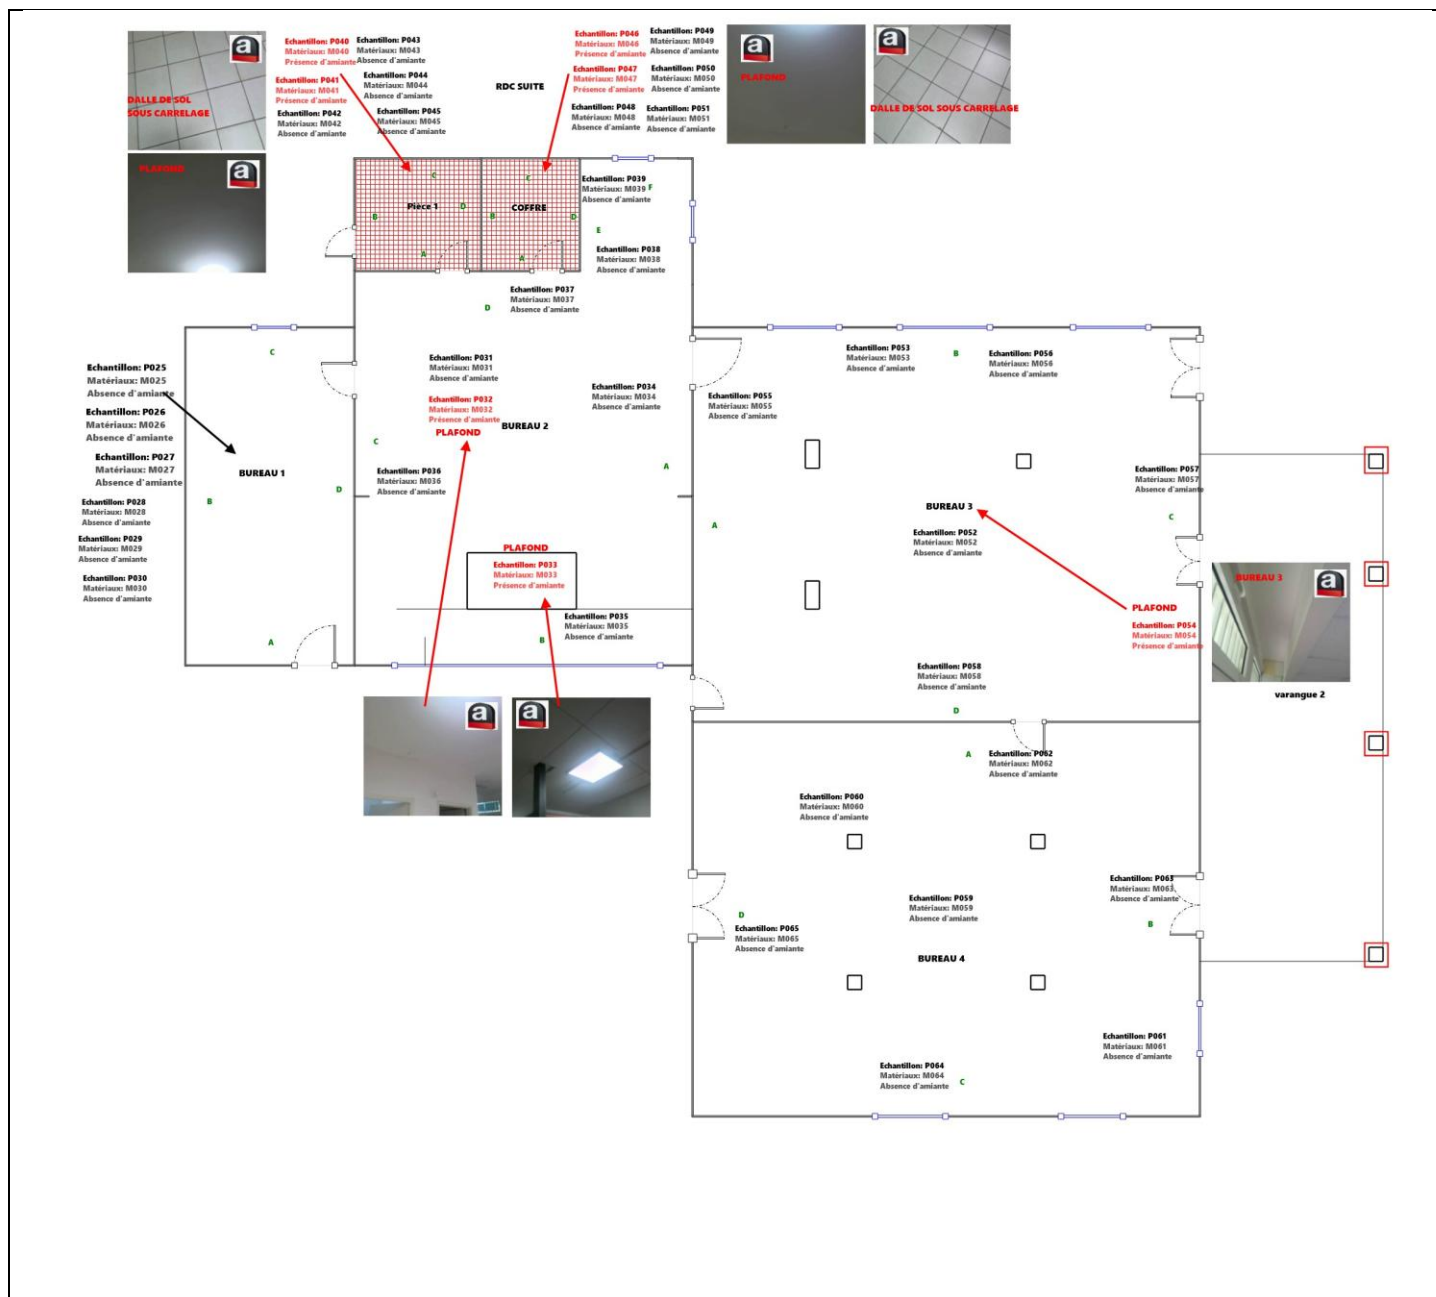 Echantillon: P040
Matériaux: M040
Présence d'amiante
Echantillon: P043
Matériaux: M043
Absence d'amiante
Echantillon: P041
Matériaux: M041
Présence d'amiante
Echantillon: P044
Matériaux: M044
Absence d'amiante
Echantillon: P042
Matériaux: M042
Absence d'amiante
Echantillon: P045
Matériaux: M045
Absence d'amiante
RDC SUITE
Echantillon: P046
Matériaux: M046
Présence d'amiante
Echantillon: P049
Matériaux: M049
Absence d'amiante
Echantillon: P047
Matériaux: M047
Présence d'amiante
Echantillon: P050
Matériaux: M050
Absence d'amiante
Echantillon: P048
Matériaux: M048
Absence d'amiante
Echantillon: P051
Matériaux: M051
Absence d'amiante
a
DALLE DE SOL
SOUS CARRELAGE
a
PLAFOND
a
PLAFOND
a
DALLE DE SOL SOUS CARRELAGE
C
Pièce 1
B
D
A
C
COFFRE
B
D
A
Echantillon: P039
Matériaux: M039
Absence d'amiante
F
E
Echantillon: P038
Matériaux: M038
Absence d'amiante
Echantillon: P037
Matériaux: M037
Absence d'amiante
D
C
Echantillon: P025
Matériaux: M025
Absence d'amiante
Echantillon: P026
Matériaux: M026
Absence d'amiante
Echantillon: P027
Matériaux: M027
Absence d'amiante
Echantillon: P028
Matériaux: M028
Absence d'amiante
Echantillon: P029
Matériaux: M029
Absence d'amiante
Echantillon: P030
Matériaux: M030
Absence d'amiante
BUREAU 1
B
D
A
Echantillon: P031
Matériaux: M031
Absence d'amiante
Echantillon: P032
Matériaux: M032
Présence d'amiante
PLAFOND
BUREAU 2
Echantillon: P034
Matériaux: M034
Absence d'amiante
C
A
Echantillon: P036
Matériaux: M036
Absence d'amiante
PLAFOND
Echantillon: P033
Matériaux: M033
Présence d'amiante
Echantillon: P035
Matériaux: M035
Absence d'amiante
B
a
a
Echantillon: P053
Matériaux: M053
Absence d'amiante
B
Echantillon: P056
Matériaux: M056
Absence d'amiante
Echantillon: P055
Matériaux: M055
Absence d'amiante
Echantillon: P057
Matériaux: M057
Absence d'amiante
C
A
BUREAU 3
Echantillon: P052
Matériaux: M052
Absence d'amiante
PLAFOND
Echantillon: P054
Matériaux: M054
Présence d'amiante
BUREAU 3
a
varangue 2
Echantillon: P058
Matériaux: M058
Absence d'amiante
D
A
Echantillon: P062
Matériaux: M062
Absence d'amiante
Echantillon: P060
Matériaux: M060
Absence d'amiante
Echantillon: P063
Matériaux: M063
Absence d'amiante
B
Echantillon: P059
Matériaux: M059
Absence d'amiante
D
Echantillon: P065
Matériaux: M065
Absence d'amiante
BUREAU 4
Echantillon: P061
Matériaux: M061
Absence d'amiante
Echantillon: P064
Matériaux: M064
Absence d'amiante
C